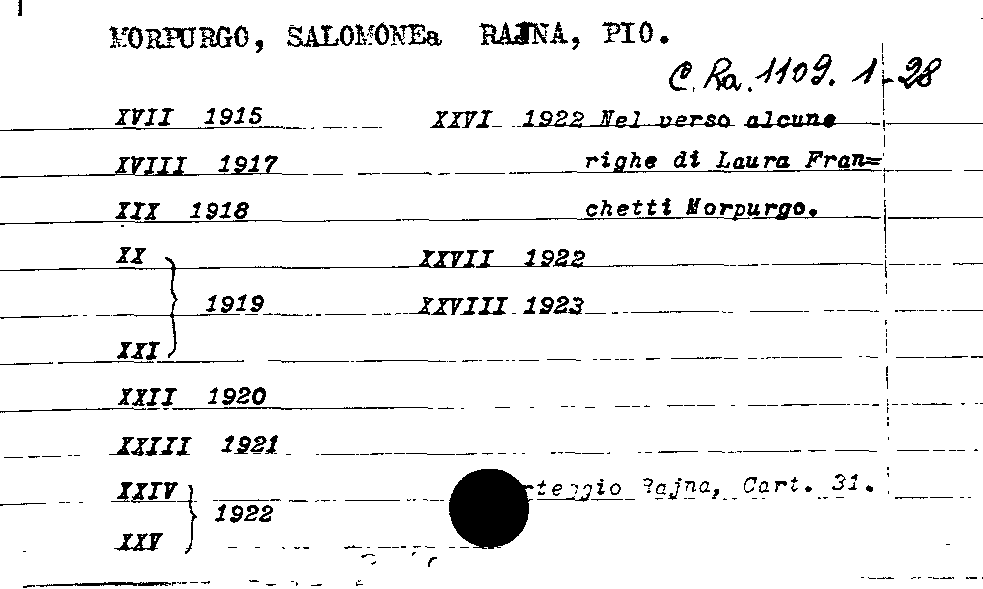 MORPURGO, SALOMONEa RAJNA, PIO.
C. Ra. 1109. 1-28
XVII 1915
XVIII 1917
XIX 1918
XX
1919
XXI
XXII 1920
XXIII 1921
XXIV
1922
XXV
XXVI 1922 Nel verso alcune
righe di Laura Fran=
chetti Morpurgo.
XXVII 1922
XXVIII 1923
Rajna, Cart. 31.